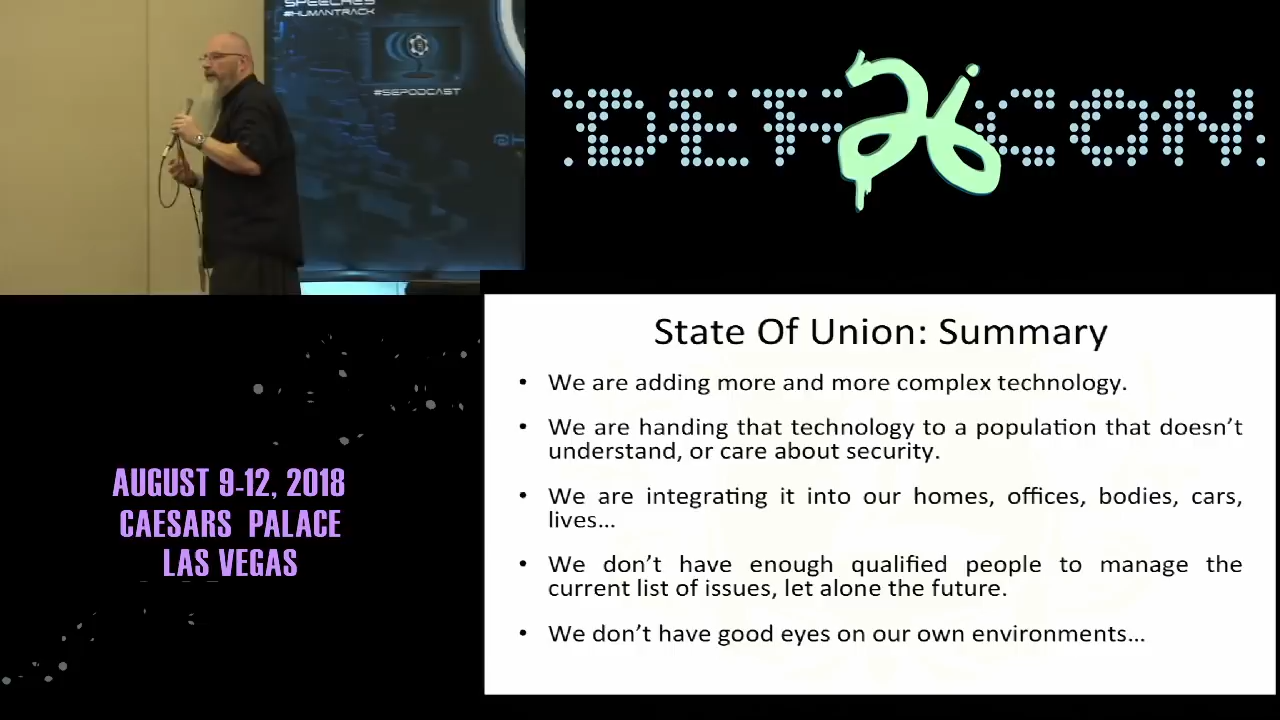 SPEECHES
#HUMANTRACK
#SEPODCAST
DEF 26 CON
AUGUST 9-12, 2018
CAESARS PALACE
LAS VEGAS
State Of Union: Summary
• We are adding more and more complex technology.
• We are handing that technology to a population that doesn’t
understand, or care about security.
• We are integrating it into our homes, offices, bodies, cars,
lives…
• We don’t have enough qualified people to manage the
current list of issues, let alone the future.
• We don’t have good eyes on our own environments…